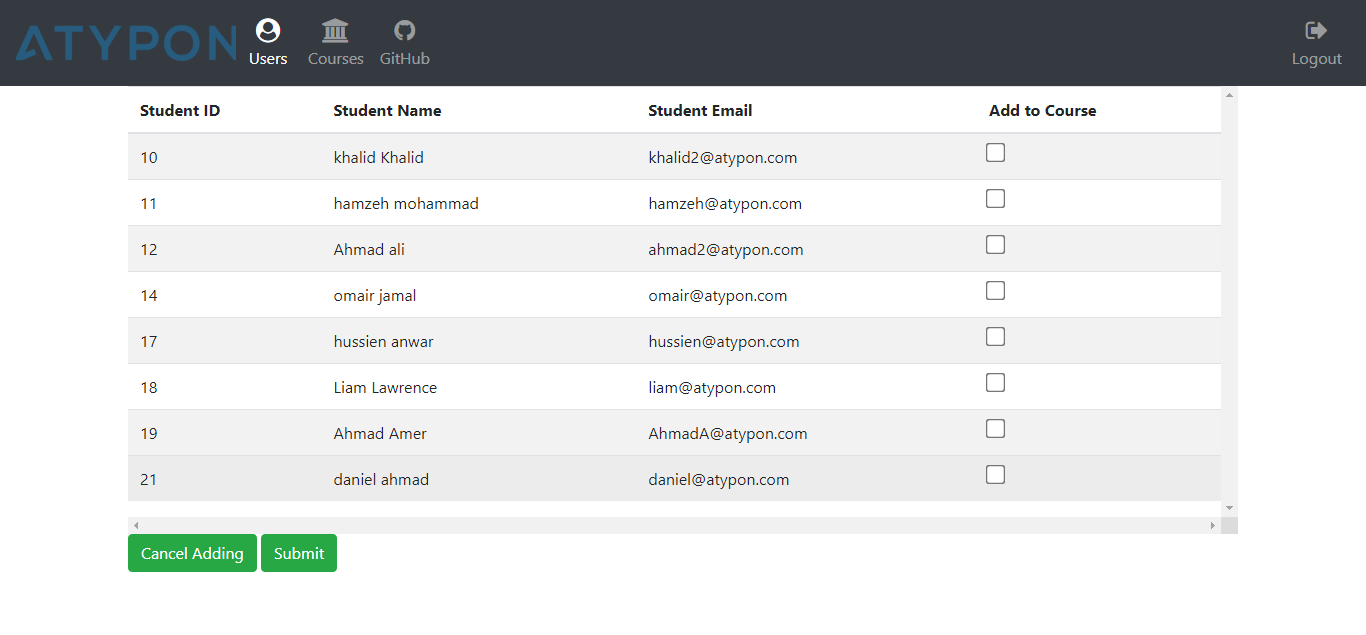 ATYPON Users Courses GitHub Logout
Student ID Student Name Student Email Add to Course
10 khalid Khalid khalid2@atypon.com
11 hamzeh mohammad hamzeh@atypon.com
12 Ahmad ali ahmad2@atypon.com
14 omair jamal omair@atypon.com
17 hussien anwar hussien@atypon.com
18 Liam Lawrence liam@atypon.com
19 Ahmad Amer AhmadA@atypon.com
21 daniel ahmad daniel@atypon.com
Cancel Adding Submit